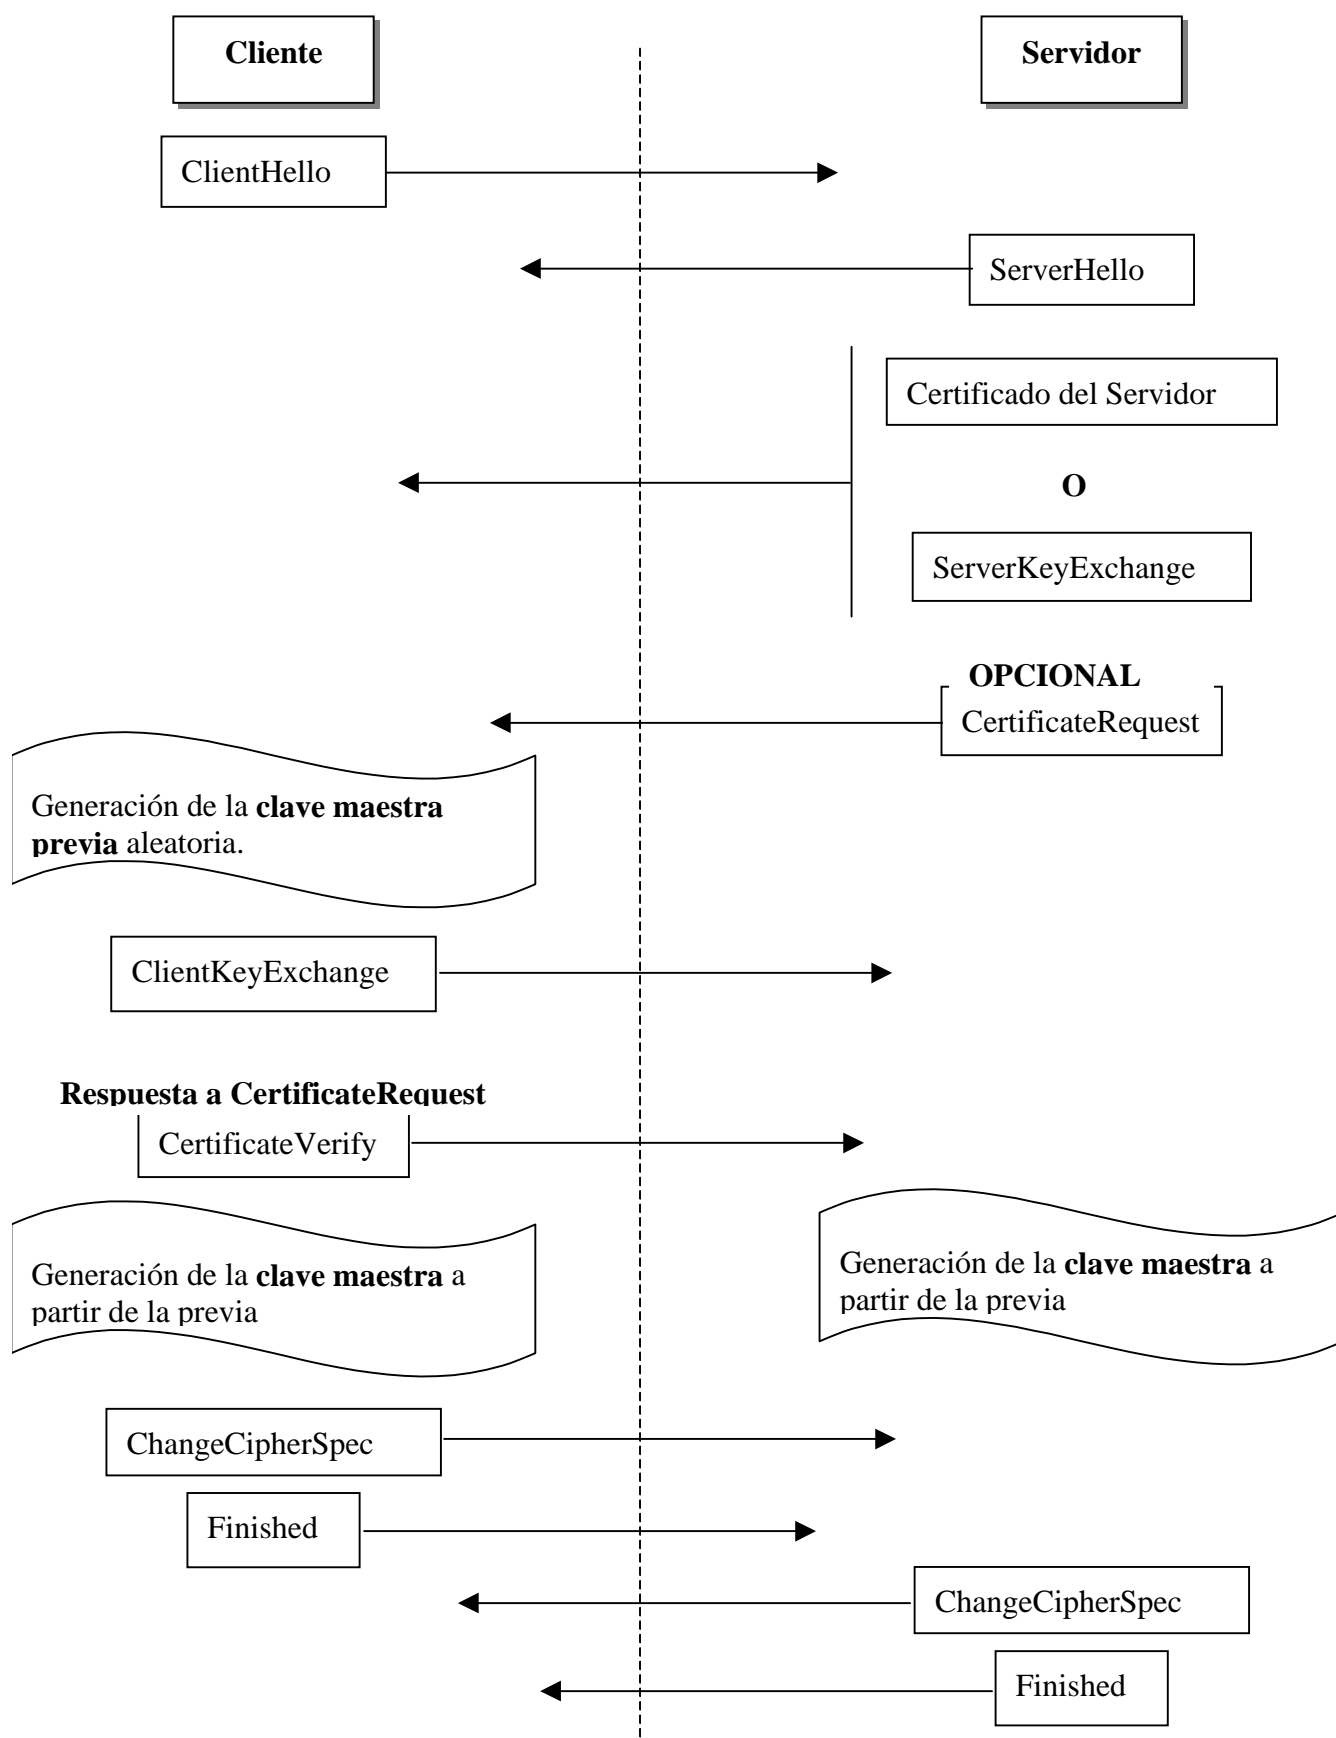 Cliente
Servidor
ClientHello
ServerHello
Certificado del Servidor
O
ServerKeyExchange
OPCIONAL
CertificateRequest
Generación de la clave maestra
previa aleatoria.
ClientKeyExchange
Respuesta a CertificateRequest
CertificateVerify
Generación de la clave maestra a
partir de la previa
Generación de la clave maestra a
partir de la previa
ChangeCipherSpec
Finished
ChangeCipherSpec
Finished